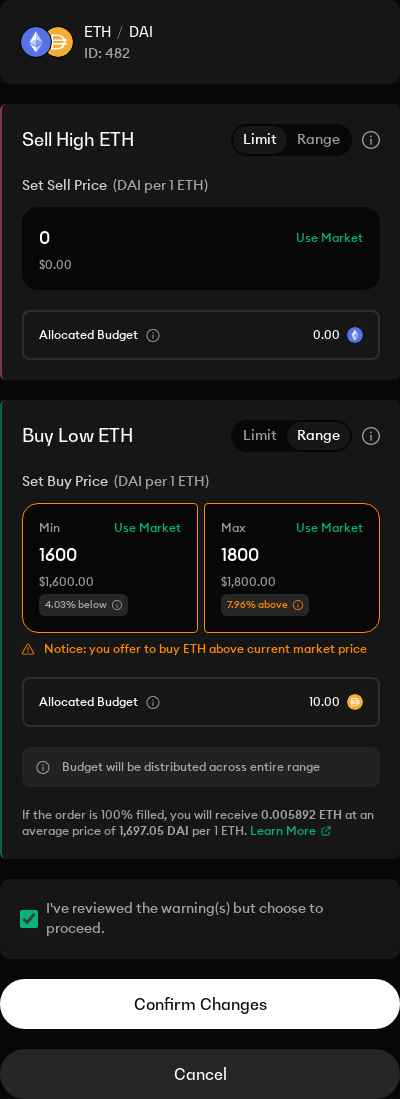 ETH / DAI
ID: 482
Sell High ETH
Limit Range
Set Sell Price (DAI per 1 ETH)
0 Use Market
$0.00
Allocated Budget 0.00
Buy Low ETH
Limit Range
Set Buy Price (DAI per 1 ETH)
Min Use Market
1600
$1,600.00
4.03% below
Max Use Market
1800
$1,800.00
7.96% above
Notice: you offer to buy ETH above current market price
Allocated Budget 10.00
Budget will be distributed across entire range
If the order is 100% filled, you will receive 0.005892 ETH at an
average price of 1,697.05 DAI per 1 ETH. Learn More
I've reviewed the warning(s) but choose to
proceed.
Confirm Changes
Cancel